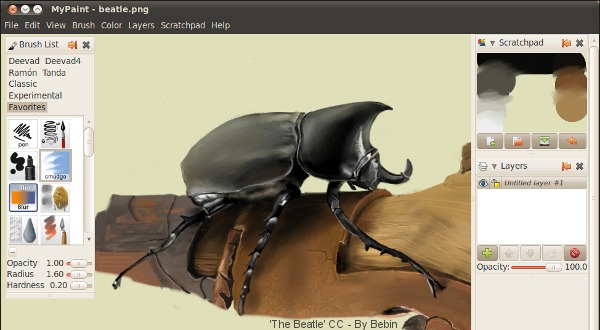 MyPaint - beatle.png
File Edit View Brush Color Layers Scratchpad Help
Brush List
Deevad Deevad4
Ramón Tanda
Classic
Experimental
Favorites
pen
smudge
Blend
Blur
Opacity 1.00
Radius 1.60
Hardness 0.20
Scratchpad
Layers
Untitled layer #1
Opacity: 100.0
'The Beatle' CC - By Bebin